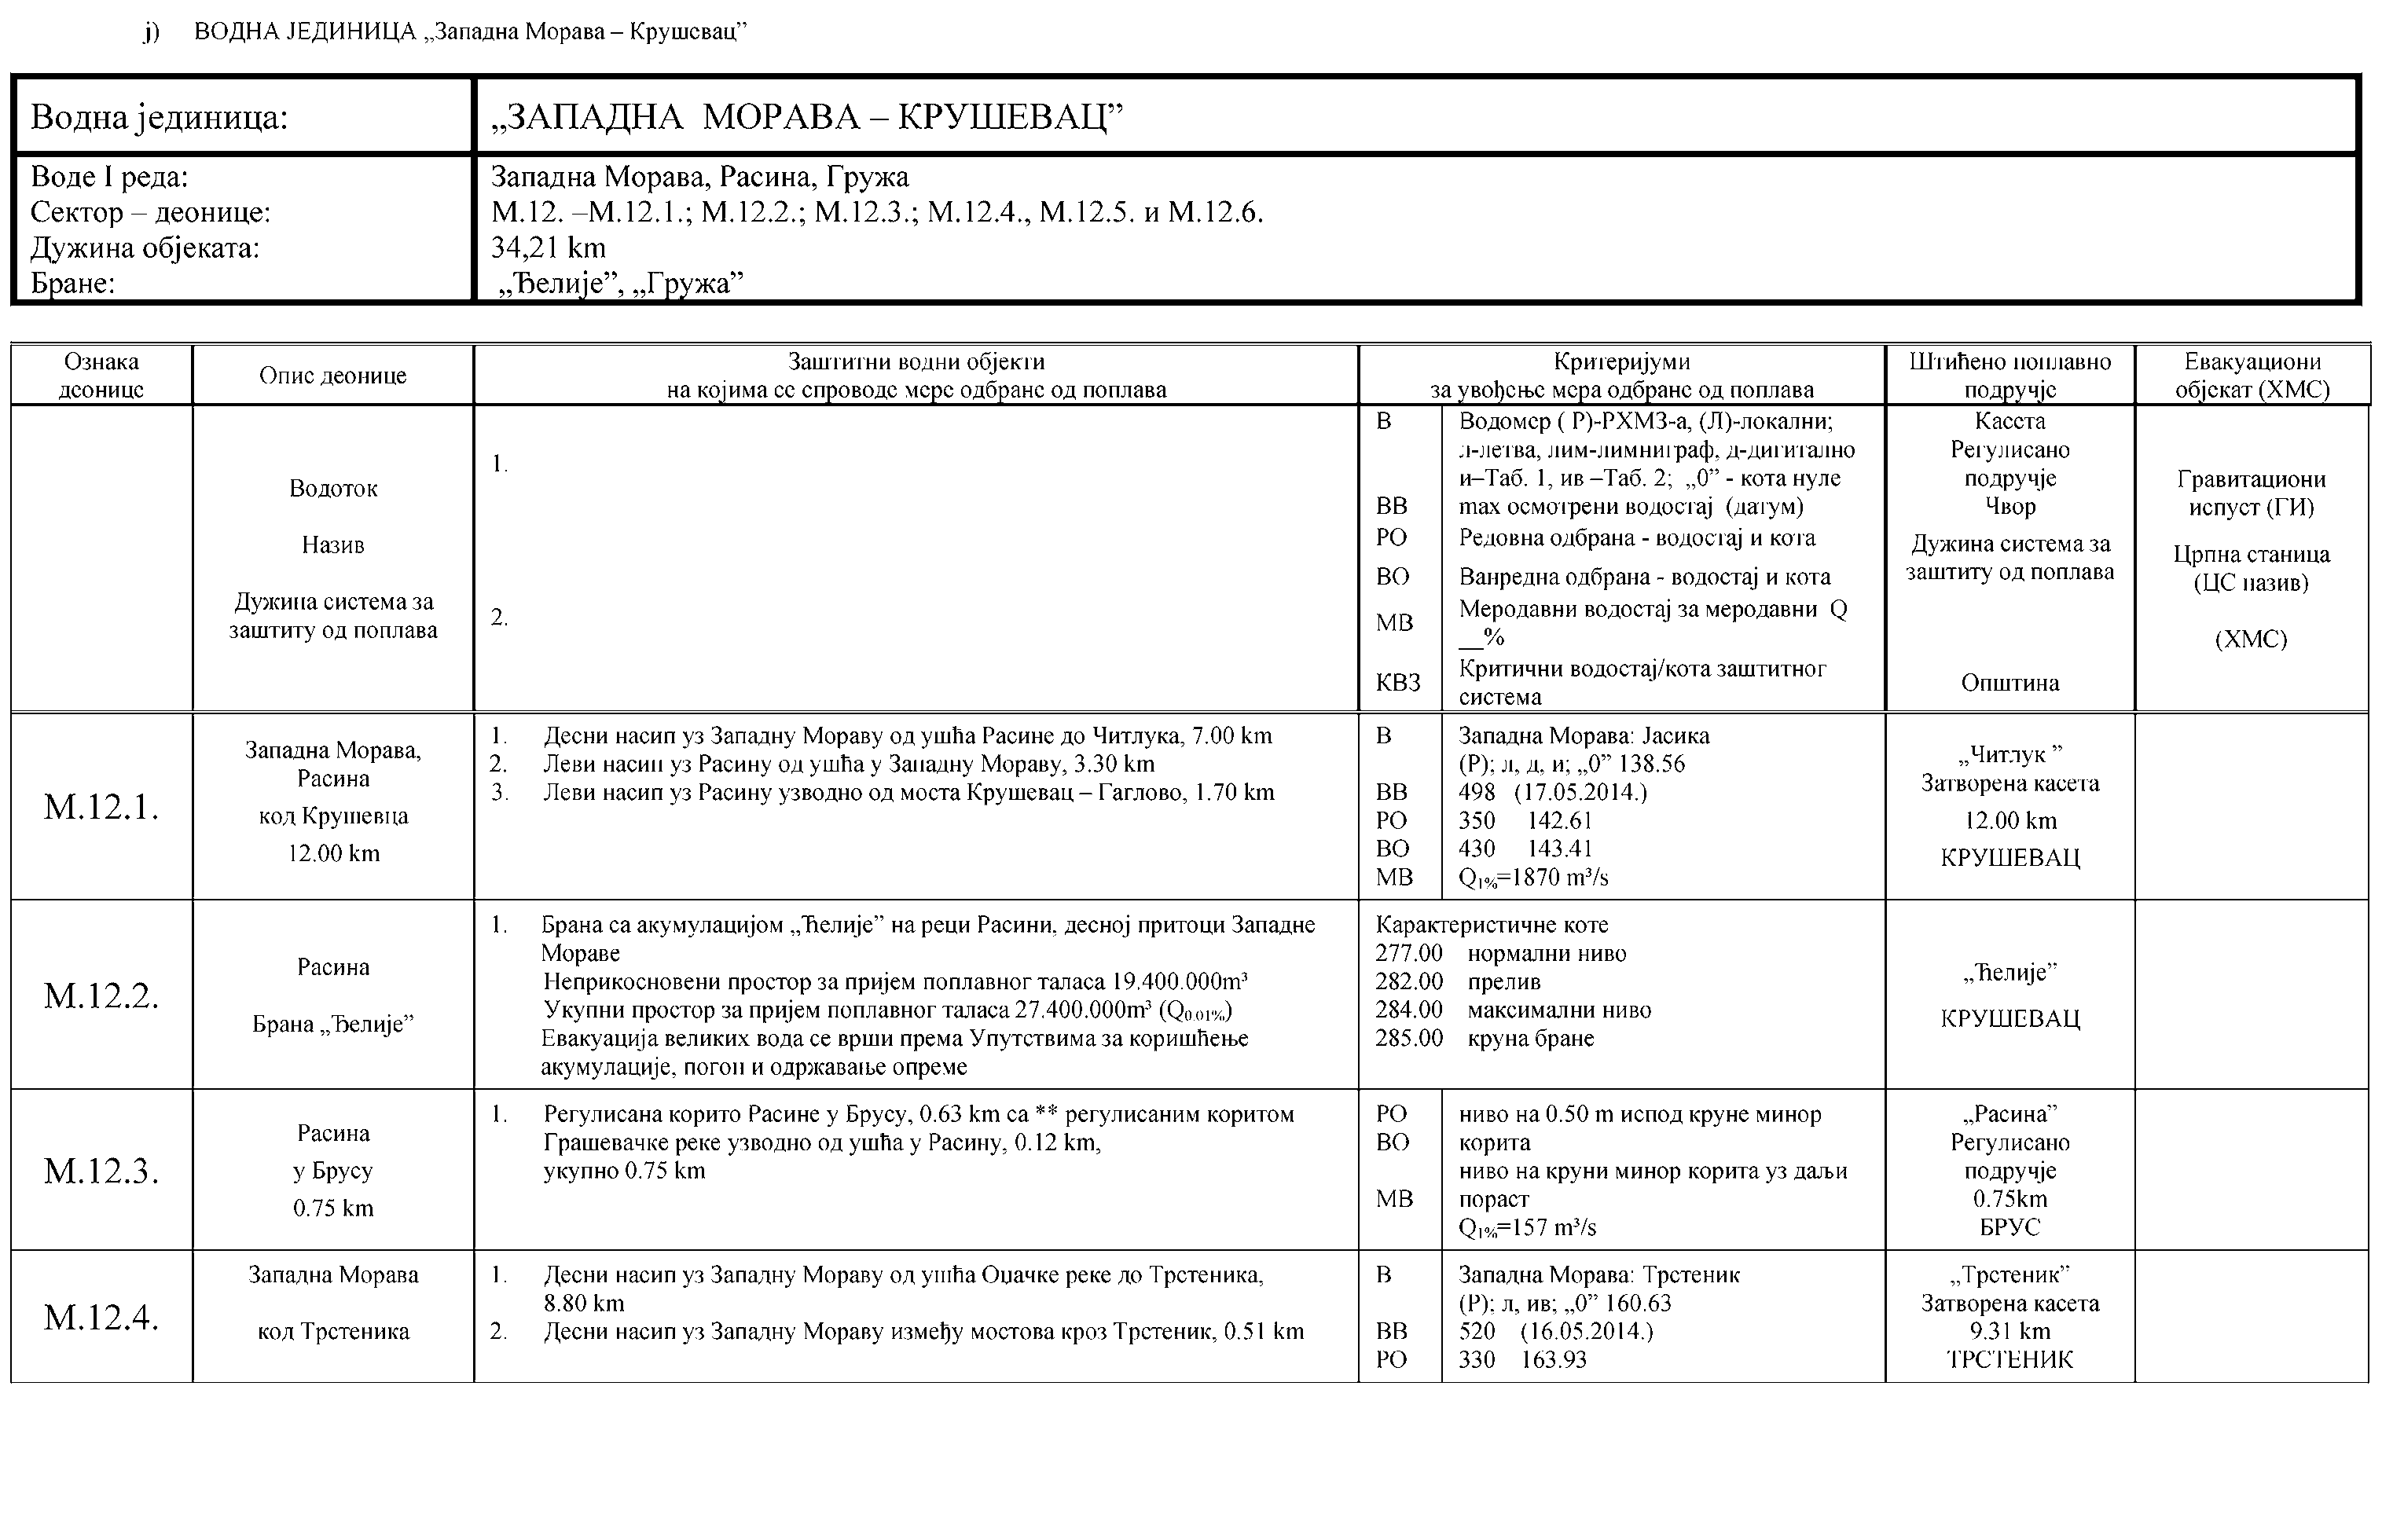 ј) ВОДНА ЈЕДИНИЦА „Западна Морава – Крушевац”
Водна јединица: „ЗАПАДНА МОРАВА – КРУШЕВАЦ”
Воде I реда: Западна Морава, Расина, Гружа
Сектор – деонице: М.12. –М.12.1.; М.12.2.; М.12.3.; М.12.4., М.12.5. и М.12.6.
Дужина објеката: 34,21 km
Бране: „Ћелије”, „Гружа”
Ознака деонице
Опис деонице
Заштитни водни објекти
на којима се спроводе мере одбране од поплава
Критеријуми
за увођење мера одбране од поплава
Штићено поплавно
подручје
Евакуациони
објекат (ХМС)
Водоток
Назив
Дужина система за
заштиту од поплава
1.
2.
В Водомер ( Р)-РХМЗ-а, (Л)-локални;
л-летва, лим-лимниграф, д-дигитално
и–Таб. 1, ив –Таб. 2; „0” - кота нуле
ВВ max осмотрени водостај (датум)
РО Редовна одбрана - водостај и кота
ВО Ванредна одбрана - водостај и кота
МВ Меродавни водостај за меродавни Q
__%
КВЗ Критични водостај/кота заштитног
система
Касета
Регулисано
подручје
Чвор
Дужина система за
заштиту од поплава
Општина
Гравитациони
испуст (ГИ)
Црпна станица
(ЦС назив)
(ХМС)
М.12.1.
Западна Морава,
Расина
код Крушевца
12.00 km
1. Десни насип уз Западну Мораву од ушћа Расине до Читлука, 7.00 km
2. Леви насип уз Расину од ушћа у Западну Мораву, 3.30 km
3. Леви насип уз Расину узводно од моста Крушевац – Гаглово, 1.70 km
В Западна Морава: Јасика
(Р); л, д, и; „0” 138.56
ВВ 498 (17.05.2014.)
РО 350 142.61
ВО 430 143.41
МВ Q1%=1870 m³/s
„Читлук ”
Затворена касета
12.00 km
КРУШЕВАЦ
М.12.2.
Расина
Брана „Ћелије”
1. Брана са акумулацијом „Ћелије” на реци Расини, десној притоци Западне
Мораве
Неприкосновени простор за пријем поплавног таласа 19.400.000m³
Укупни простор за пријем поплавног таласа 27.400.000m³ (Q0.01%)
Евакуација великих вода се врши према Упутствима за коришћење
акумулације, погон и одржавање опреме
Карактеристичне коте
277.00 нормални ниво
282.00 прелив
284.00 максимални ниво
285.00 круна бране
„Ћелије”
КРУШЕВАЦ
М.12.3.
Расина
у Брусу
0.75 km
1. Регулисана корито Расине у Брусу, 0.63 km са ** регулисаним коритом
Грашевачке реке узводно од ушћа у Расину, 0.12 km,
укупно 0.75 km
РО ниво на 0.50 m испод круне минор
ВО корита
ниво на круни минор корита уз даљи
МВ пораст
Q1%=157 m³/s
„Расина”
Регулисано
подручје
0.75km
БРУС
М.12.4.
Западна Морава
код Трстеника
1. Десни насип уз Западну Мораву од ушћа Оџачке реке до Трстеника,
8.80 km
2. Десни насип уз Западну Мораву између мостова кроз Трстеник, 0.51 km
В Западна Морава: Трстеник
(Р); л, ив; „0” 160.63
ВВ 520 (16.05.2014.)
РО 330 163.93
„Трстеник”
Затворена касета
9.31 km
ТРСТЕНИК